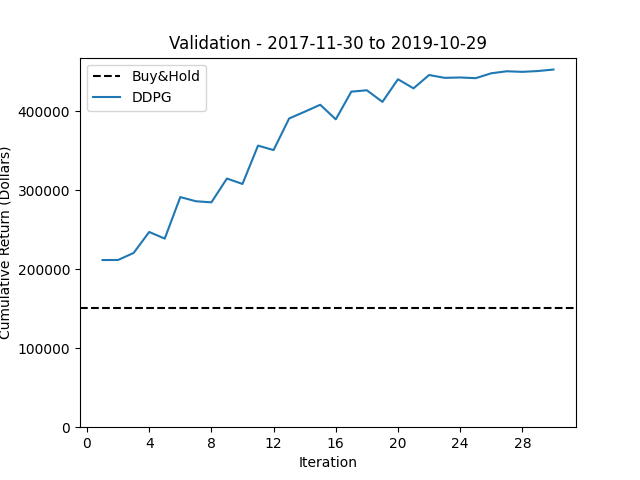 Validation - 2017-11-30 to 2019-10-29
Buy&Hold
DDPG
400000
300000
200000
100000
0
Cumulative Return (Dollars)
0 4 8 12 16 20 24 28
Iteration